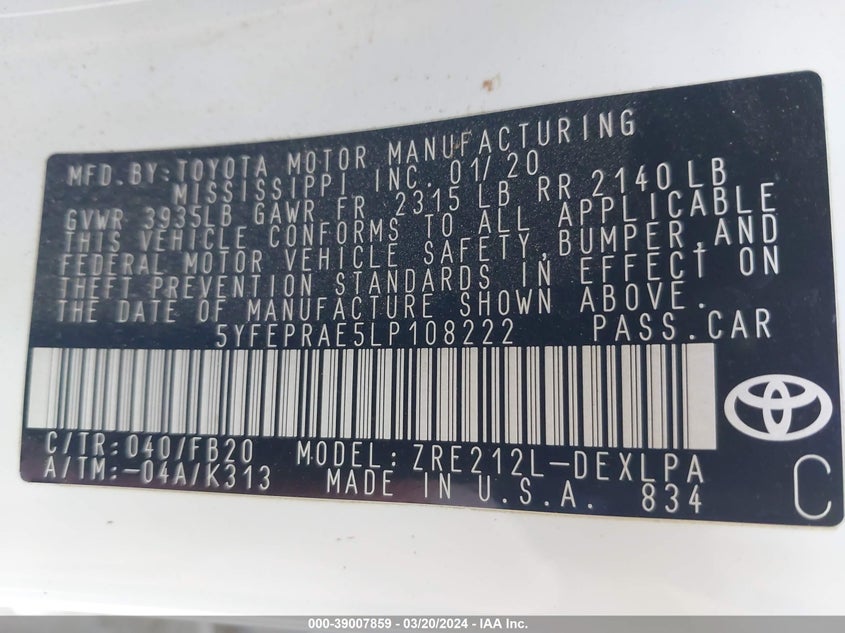 MFD.BY:TOYOTA MOTOR MANUFACTURING
MISSISSIPPI INC. 01/20
GVWR 3935LB GAWR FR 2315 LB RR 2140 LB
THIS VEHICLE CONFORMS TO ALL APPLICABLE
FEDERAL MOTOR VEHICLE SAFETY,BUMPER,AND
THEFT PREVENTION STANDARDS IN EFFECT ON
THE DATE OF MANUFACTURE SHOWN ABOVE.
5YFEPRAE5LP108222 PASS.CAR
C/TR:040/FB20 MODEL:ZRE212L-DEXLPA
A/TM:-04A/K313 MADE IN U.S.A. 834 C
000-39007859 — 03/20/2024 — IAA Inc.